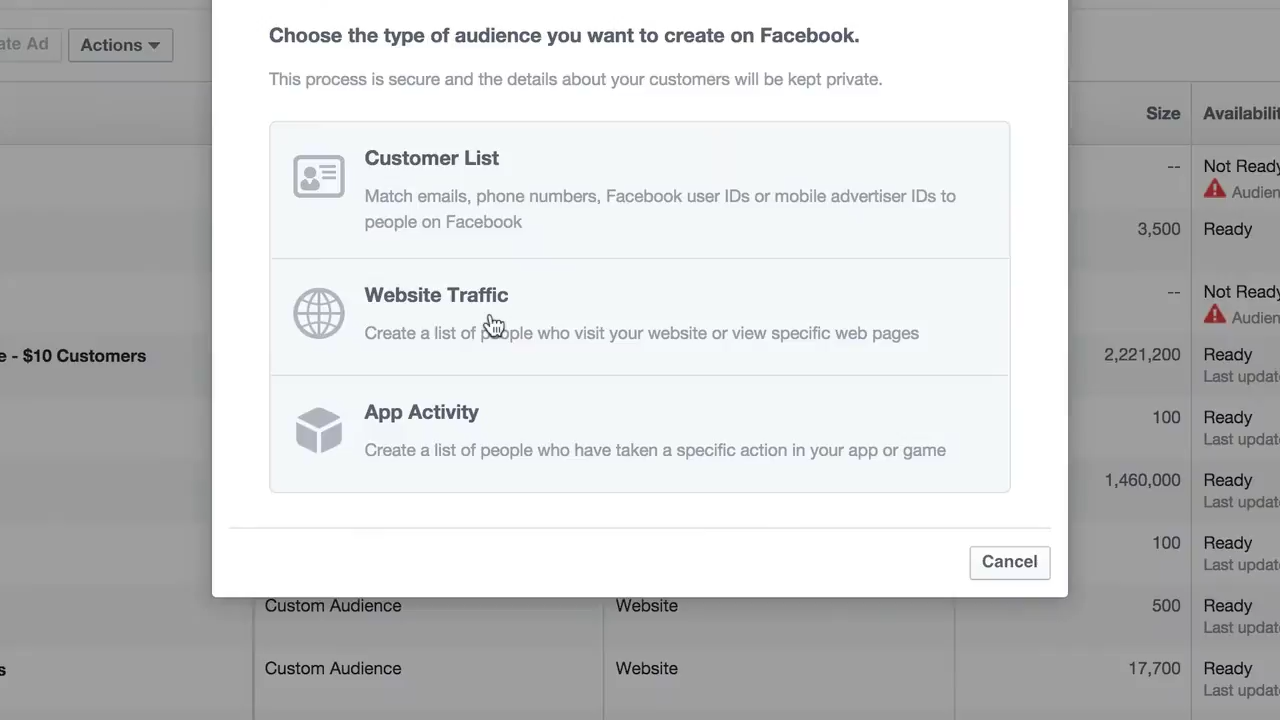 Choose the type of audience you want to create on Facebook.
ate Ad
Actions
This process is secure and the details about your customers will be kept private.
Size
Availabilit
Customer List
Match emails, phone numbers, Facebook user IDs or mobile advertiser IDs to
people on Facebook
--
Not Ready
Audien
3,500
Ready
Website Traffic
Create a list of people who visit your website or view specific web pages
--
Not Ready
Audien
e - $10 Customers
2,221,200
Ready
Last updat
App Activity
Create a list of people who have taken a specific action in your app or game
100
Ready
Last updat
1,460,000
Ready
Last updat
Cancel
100
Ready
Last updat
Custom Audience
Website
500
Ready
Last updat
s
Custom Audience
Website
17,700
Ready
Last updat